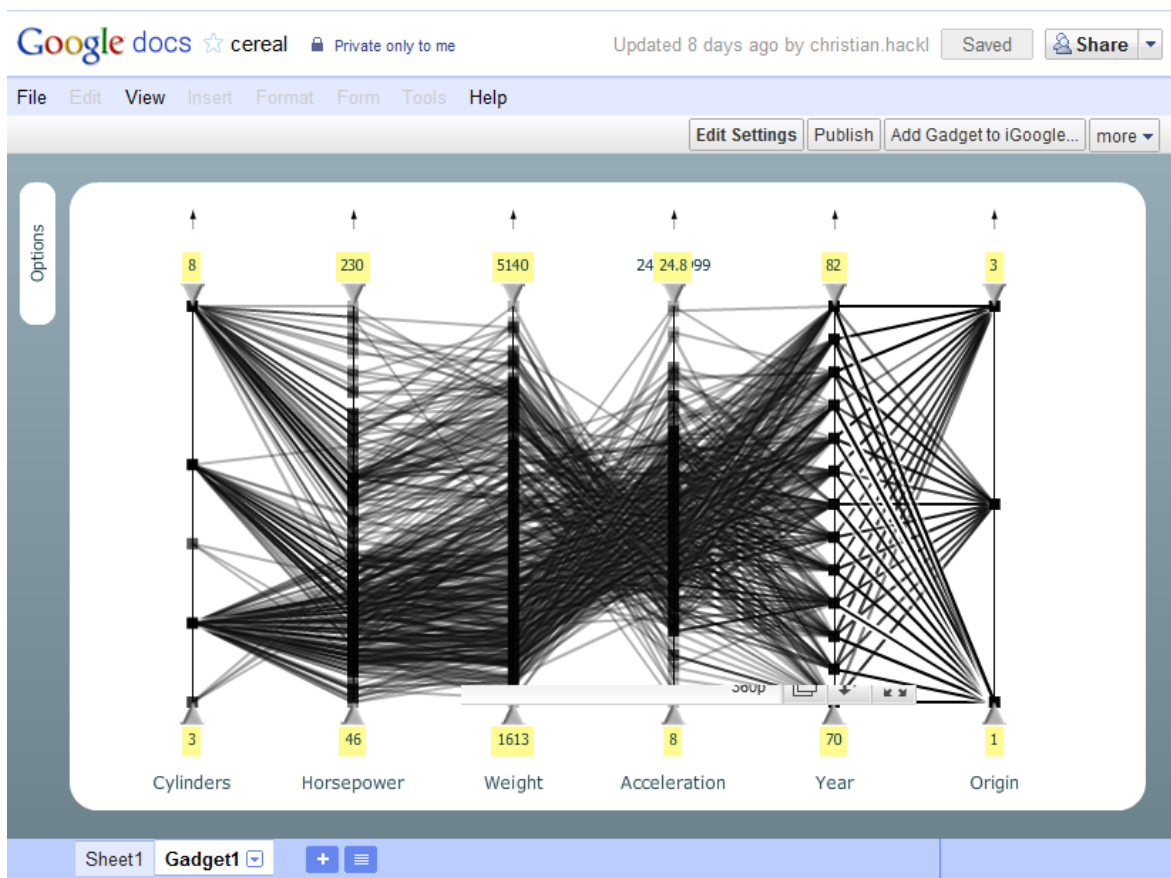 Google docs cereal Private only to me Updated 8 days ago by christian.hackl Saved Share
File Edit View Insert Format Form Tools Help
Edit Settings Publish Add Gadget to iGoogle... more
Options
8 230 5140 24.8 82 3
360p
3 46 1613 8 70 1
Cylinders Horsepower Weight Acceleration Year Origin
Sheet1 Gadget1